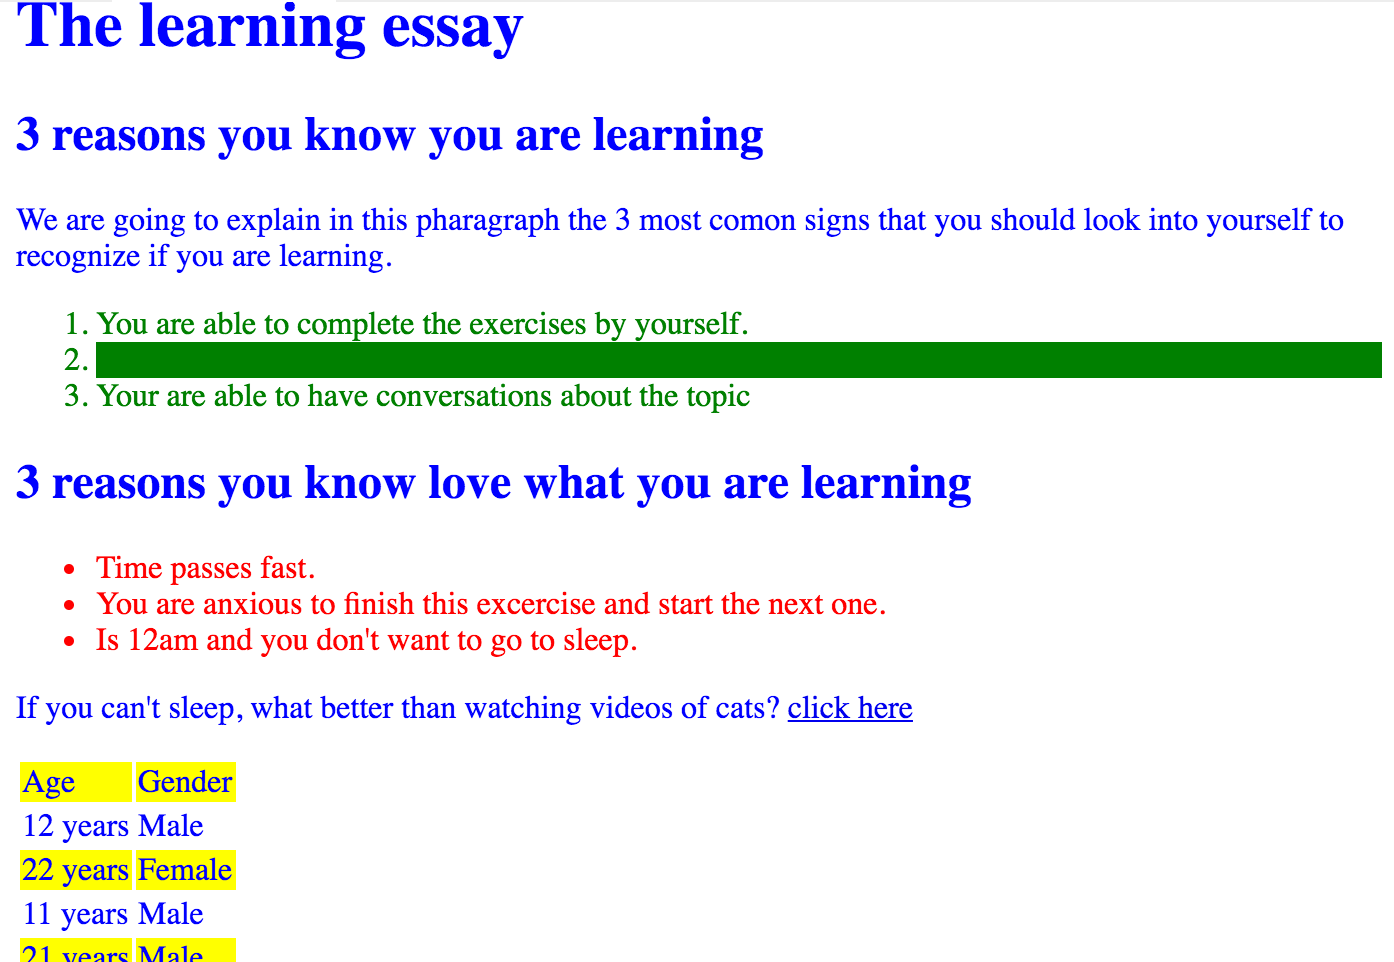 The learning essay
3 reasons you know you are learning
We are going to explain in this pharagraph the 3 most comon signs that you should look into yourself to
recognize if you are learning.
1. You are able to complete the exercises by yourself.
2.
3. Your are able to have conversations about the topic
3 reasons you know love what you are learning
• Time passes fast.
• You are anxious to finish this excercise and start the next one.
• Is 12am and you don't want to go to sleep.
If you can't sleep, what better than watching videos of cats? click here
Age Gender
12 years Male
22 years Female
11 years Male
21 years Male